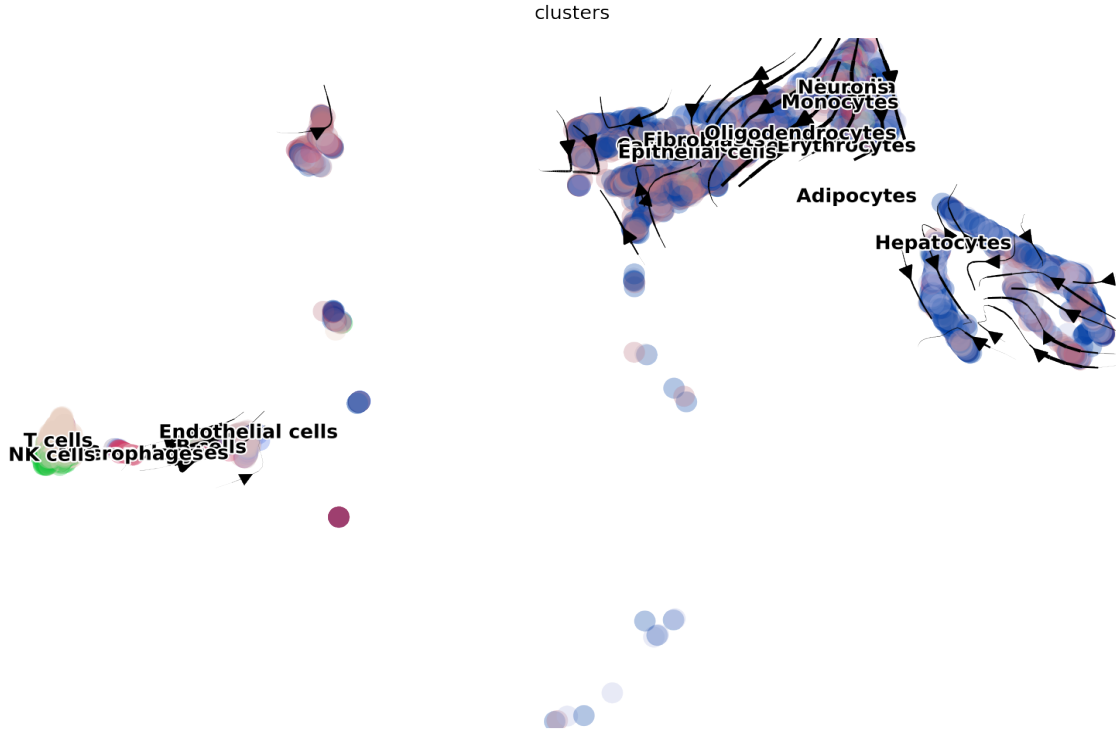 clusters
Neurons
Monocytes
Oligodendrocytes
Fibroblasts
Erythrocytes
Epithelial cells
Adipocytes
Hepatocytes
Endothelial cells
T cells
NK cells